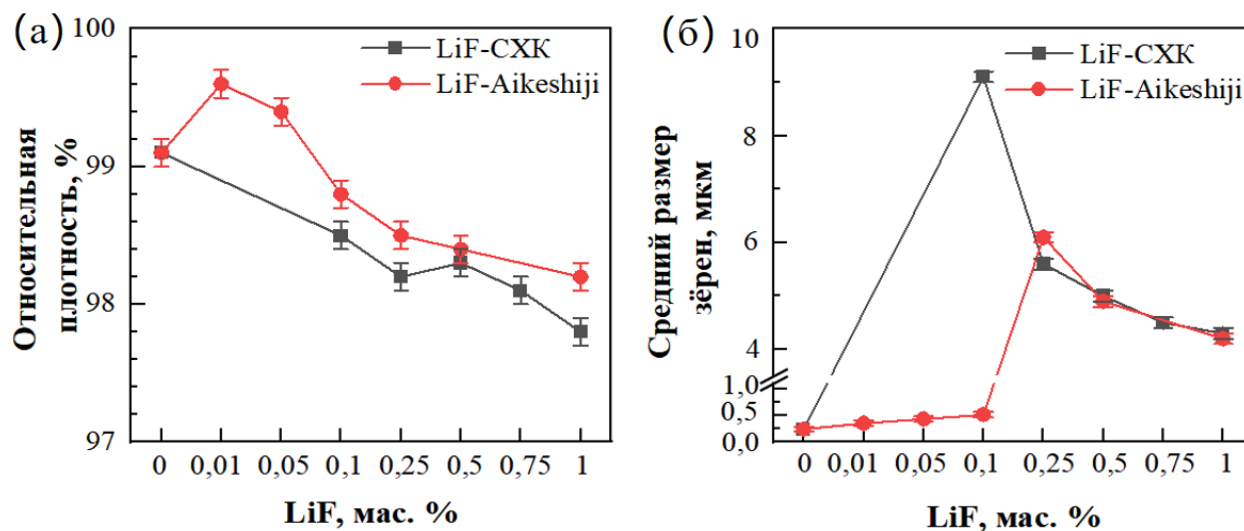 (а)
100
99
98
97
Относительная
плотность, %
LiF-СХК
LiF-Aikeshiji
0 0,01 0,05 0,1 0,25 0,5 0,75 1
LiF, мас. %
(б)
10
8
6
4
1,0
0,5
0,0
Средний размер
зёрен, мкм
LiF-СХК
LiF-Aikeshiji
0 0,01 0,05 0,1 0,25 0,5 0,75 1
LiF, мас. %